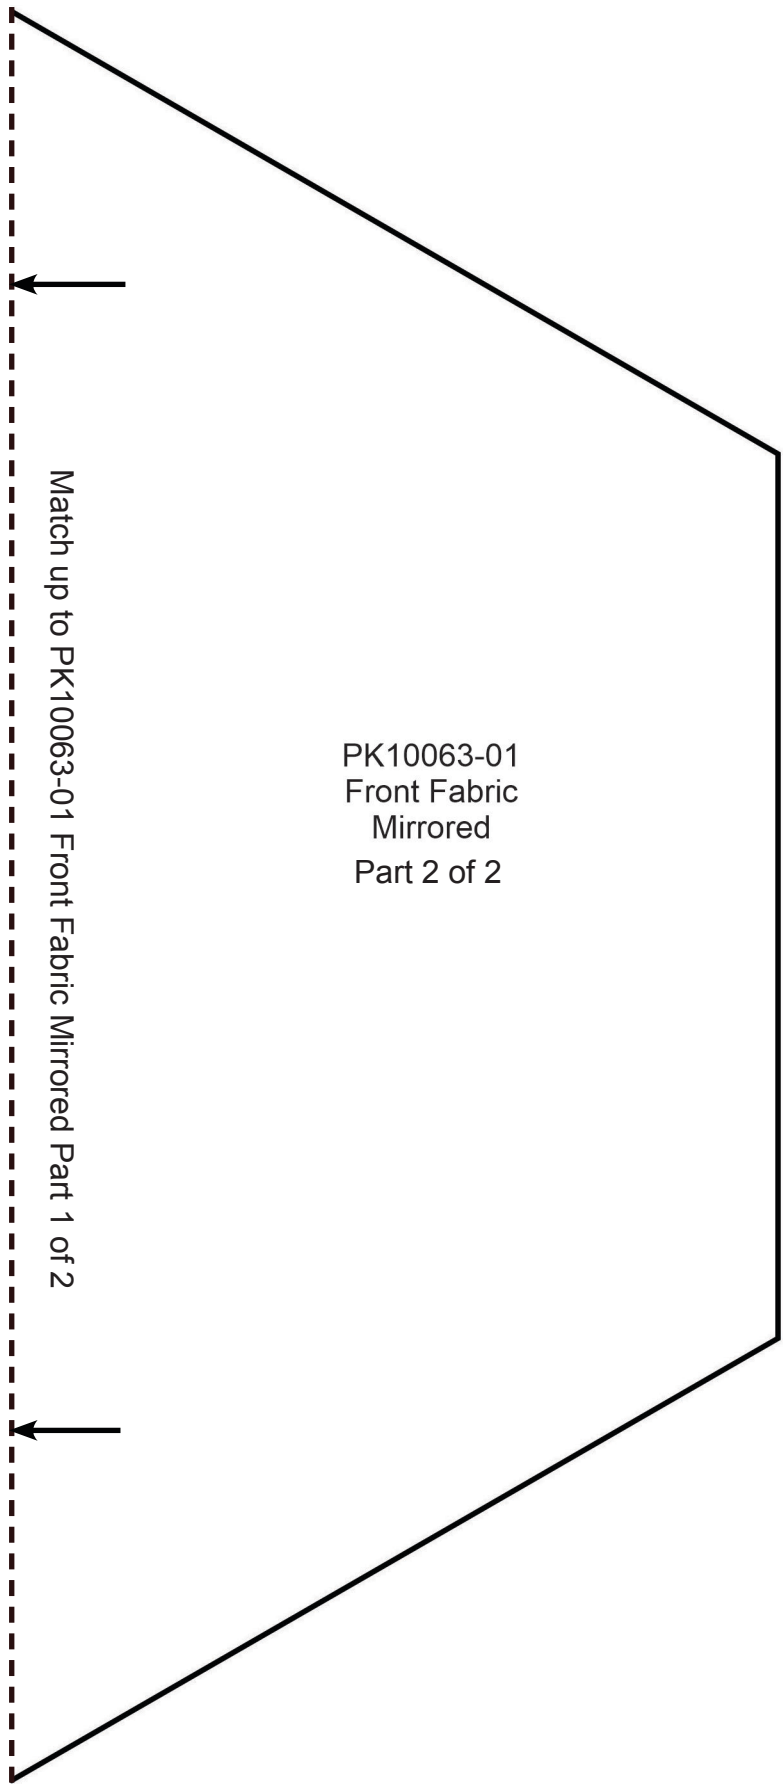 Match up to PK10063-01 Front Fabric Mirrored Part 1 of 2
PK10063-01
Front Fabric
Mirrored
Part 2 of 2